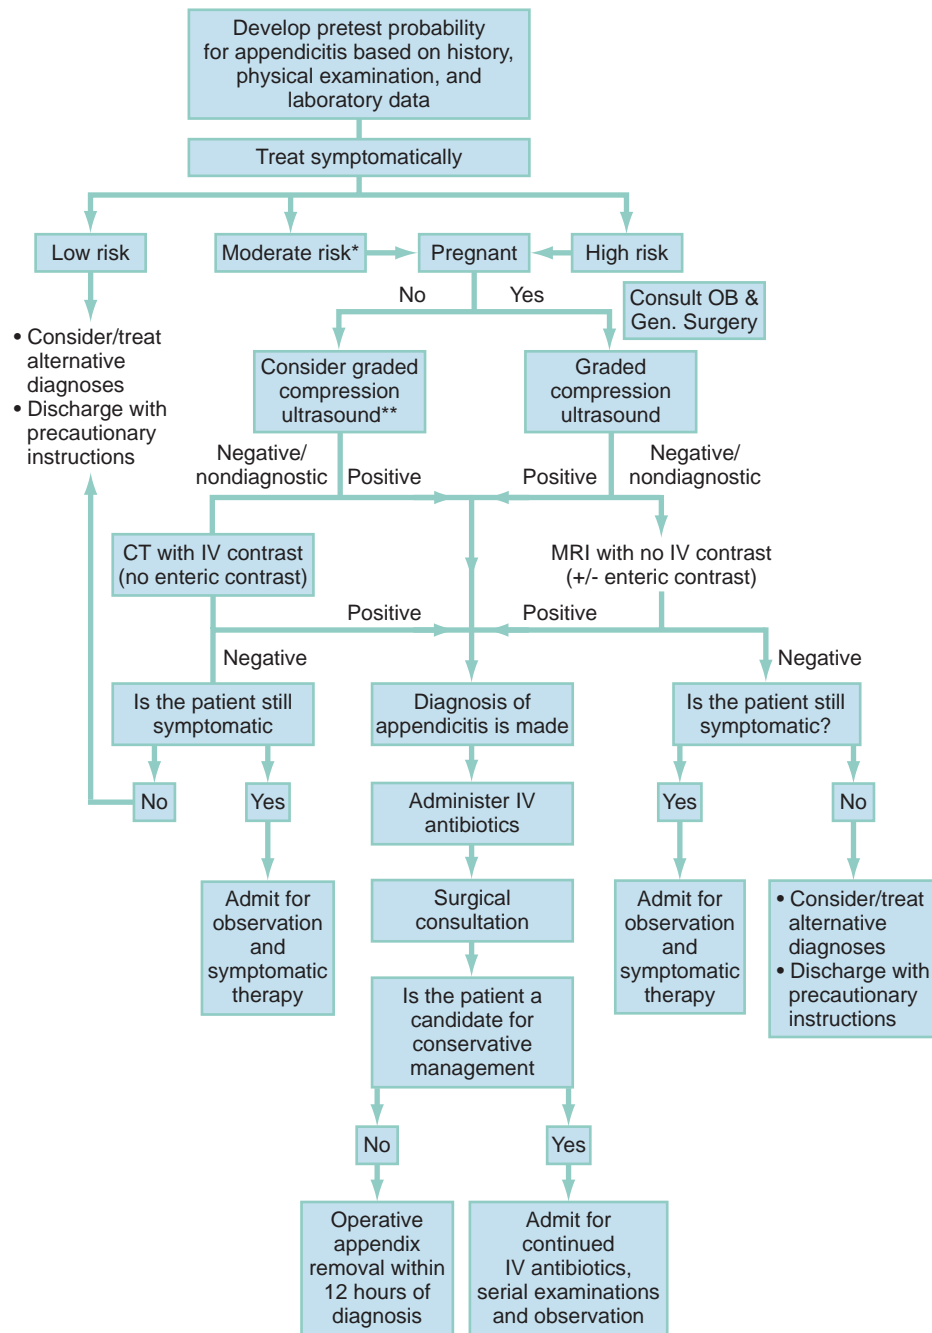 Develop pretest probability
for appendicitis based on history,
physical examination, and
laboratory data
Treat symptomatically
Low risk
Moderate risk*
Pregnant
High risk
No
Yes
Consult OB &
Gen. Surgery
• Consider/treat
alternative
diagnoses
• Discharge with
precautionary
instructions
Consider graded
compression
ultrasound**
Graded
compression
ultrasound
Negative/
nondiagnostic
Positive
Positive
Negative/
nondiagnostic
CT with IV contrast
(no enteric contrast)
MRI with no IV contrast
(+/- enteric contrast)
Positive
Positive
Negative
Negative
Is the patient still
symptomatic
Diagnosis of
appendicitis is made
Is the patient still
symptomatic?
No
Yes
Administer IV
antibiotics
Yes
No
Admit for
observation
and
symptomatic
therapy
Surgical
consultation
Admit for
observation
and
symptomatic
therapy
• Consider/treat
alternative
diagnoses
• Discharge with
precautionary
instructions
Is the patient a
candidate for
conservative
management
No
Yes
Operative
appendix
removal within
12 hours of
diagnosis
Admit for
continued
IV antibiotics,
serial examinations
and observation